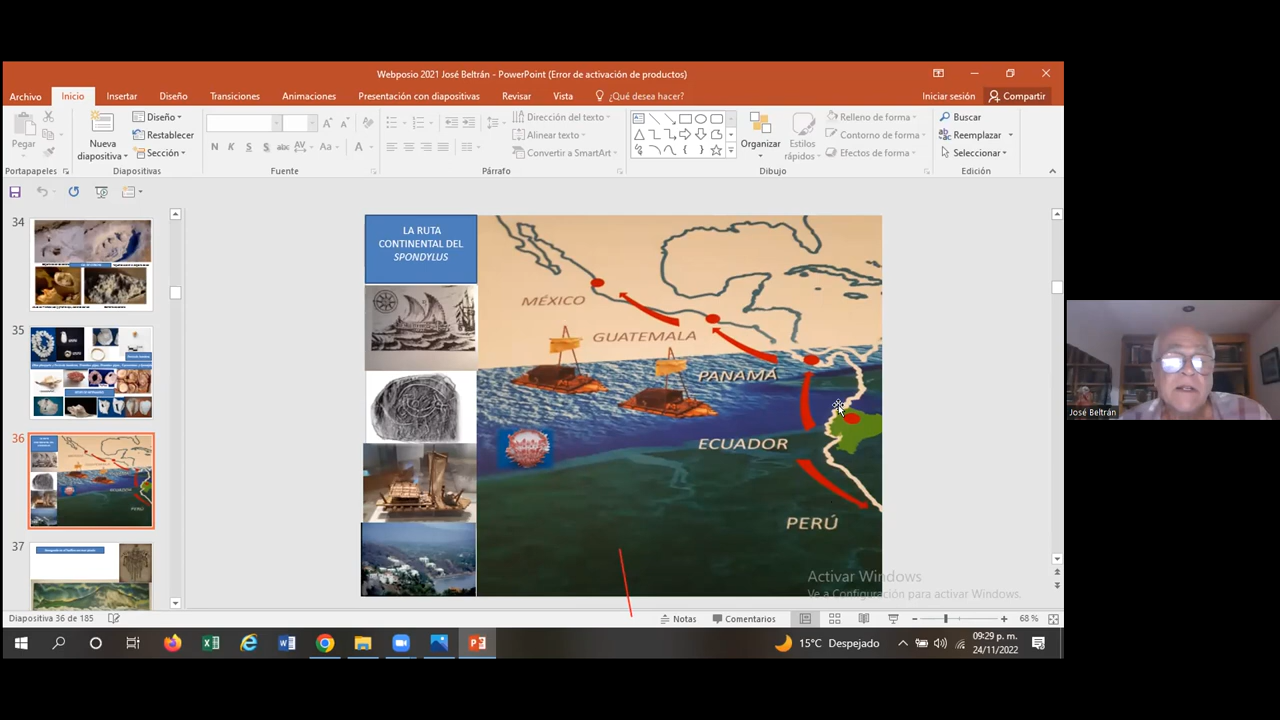 Webposio 2021 José Beltrán - PowerPoint (Error de activación de productos)
Archivo Inicio Insertar Diseño Transiciones Animaciones Presentación con diapositivas Revisar Vista ¿Qué desea hacer? Iniciar sesión Compartir
Pegar
Portapapeles
Nueva diapositiva
Diseño
Restablecer
Sección
Diapositivas
N K S S abc AV Aa A
Fuente
Dirección del texto
Alinear texto
Convertir a SmartArt
Párrafo
Organizar
Estilos rápidos
Relleno de forma
Contorno de forma
Efectos de forma
Dibujo
Buscar
Reemplazar
Seleccionar
Edición
34
35
36
37
LA RUTA
CONTINENTAL DEL
SPONDYLUS
MÉXICO
GUATEMALA
PANAMÁ
ECUADOR
PERÚ
Activar Windows
Ve a Configuración para activar Windows.
José Beltrán
Diapositiva 36 de 185
Notas Comentarios 68 %
15°C Despejado
09:29 p. m.
24/11/2022